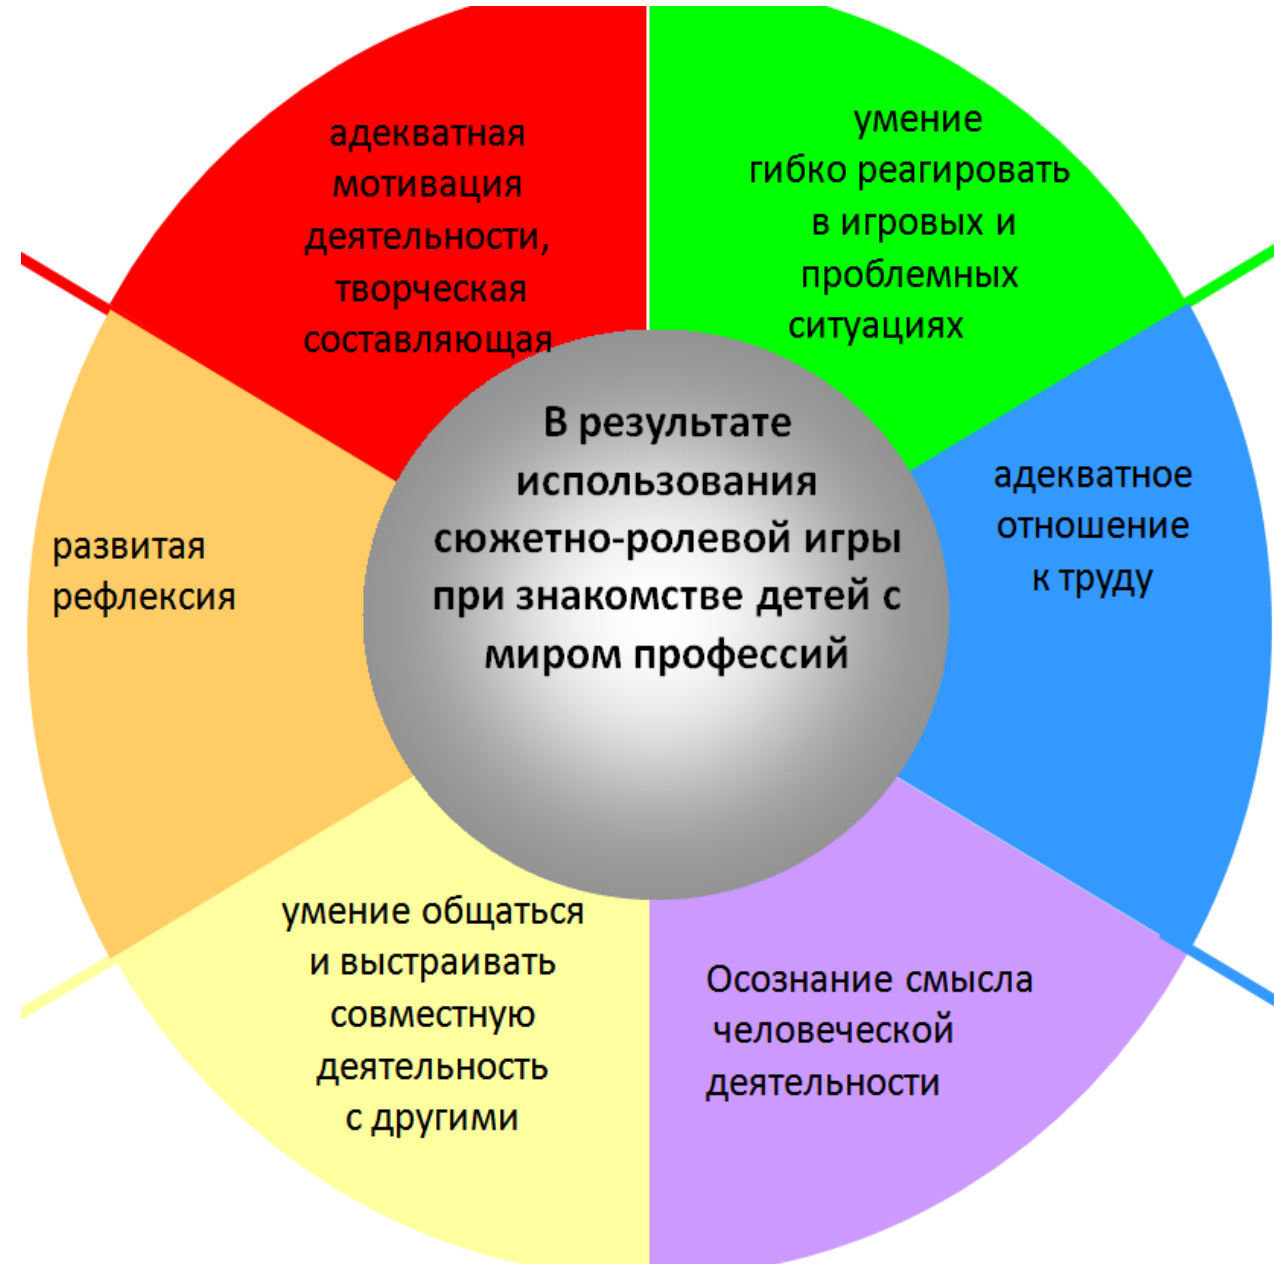 адекватная
мотивация
деятельности,
творческая
составляющая
умение
гибко реагировать
в игровых и
проблемных
ситуациях
В результате
использования
сюжетно-ролевой игры
при знакомстве детей с
миром профессий
адекватное
отношение
к труду
развитая
рефлексия
умение общаться
и выстраивать
совместную
деятельность
с другими
Осознание смысла
человеческой
деятельности